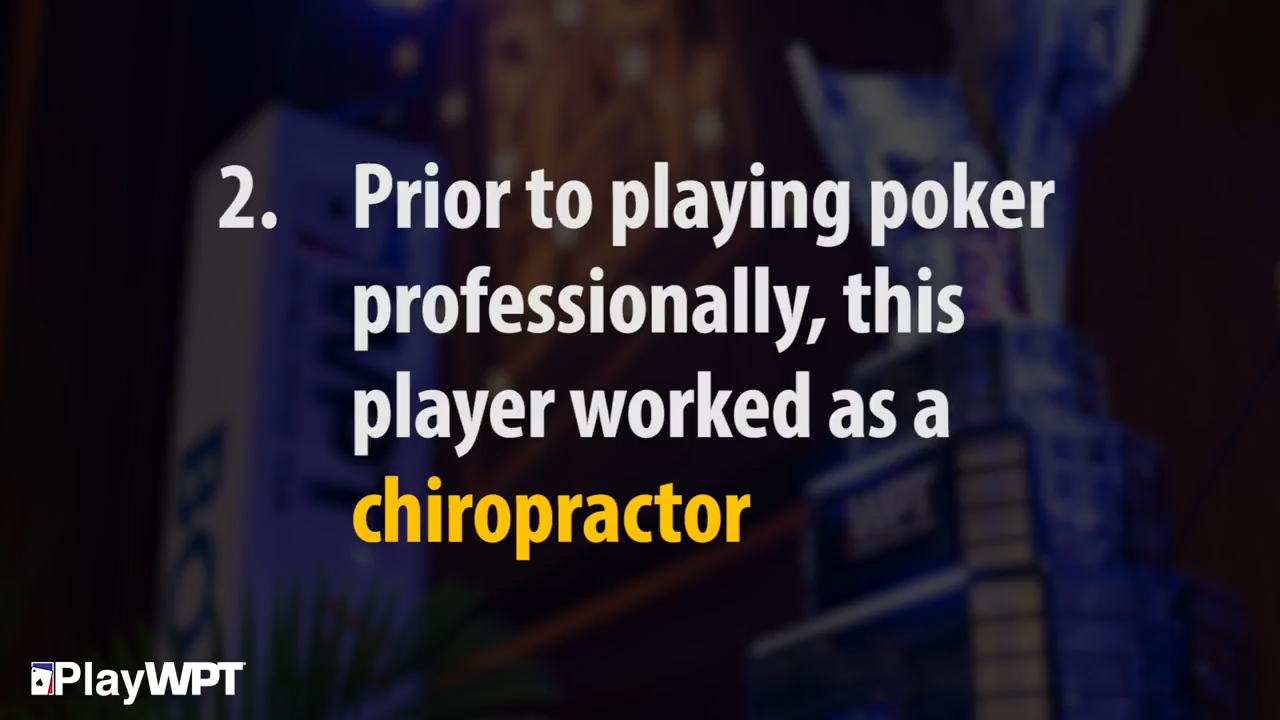 2. Prior to playing poker
professionally, this
player worked as a
chiropractor
PlayWPT